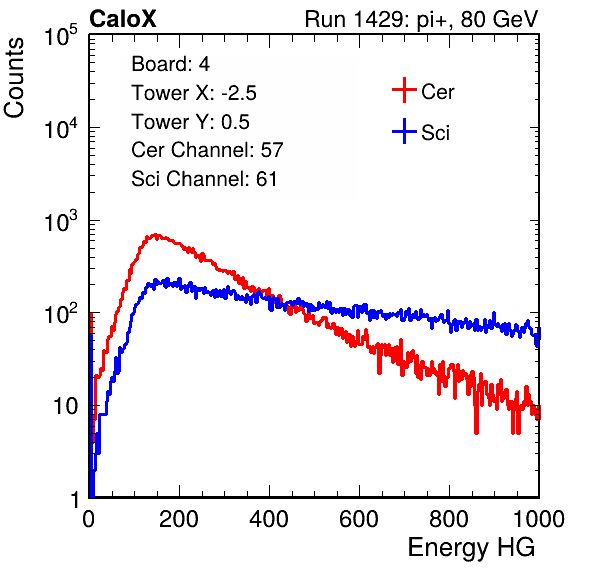 CaloX Run 1429: pi+, 80 GeV
Board: 4
Tower X: -2.5
Tower Y: 0.5
Cer Channel: 57
Sci Channel: 61
Cer
Sci
Counts
10^5
10^4
10^3
10^2
10
1
0 200 400 600 800 1000
Energy HG